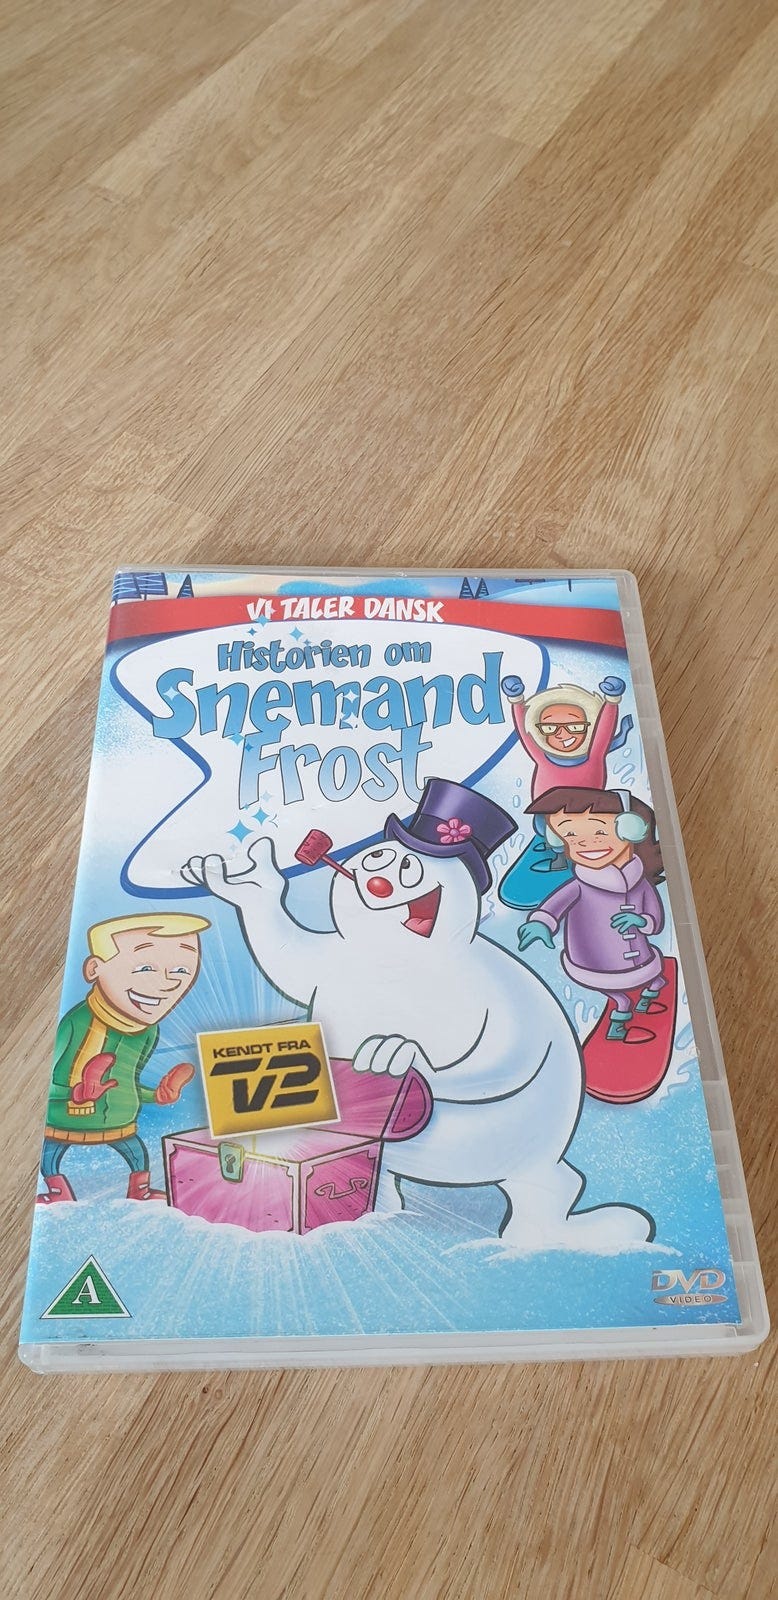 VI TALER DANSK
Historien om
Snemand
Frost
KENDT FRA
TV2
A
DVD
VIDEO